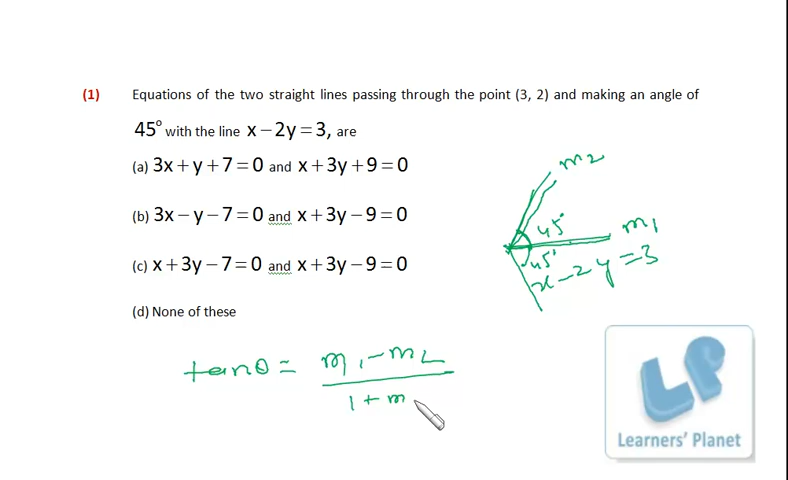 (1) Equations of the two straight lines passing through the point (3, 2) and making an angle of
45° with the line x−2y=3, are
(a) 3x+y+7=0 and x+3y+9=0
(b) 3x−y−7=0 and x+3y−9=0
(c) x+3y−7=0 and x+3y−9=0
(d) None of these
m2
45°
m1
45°
x−2y=3
tanθ = m1−m2
1+m
LP
Learners' Planet